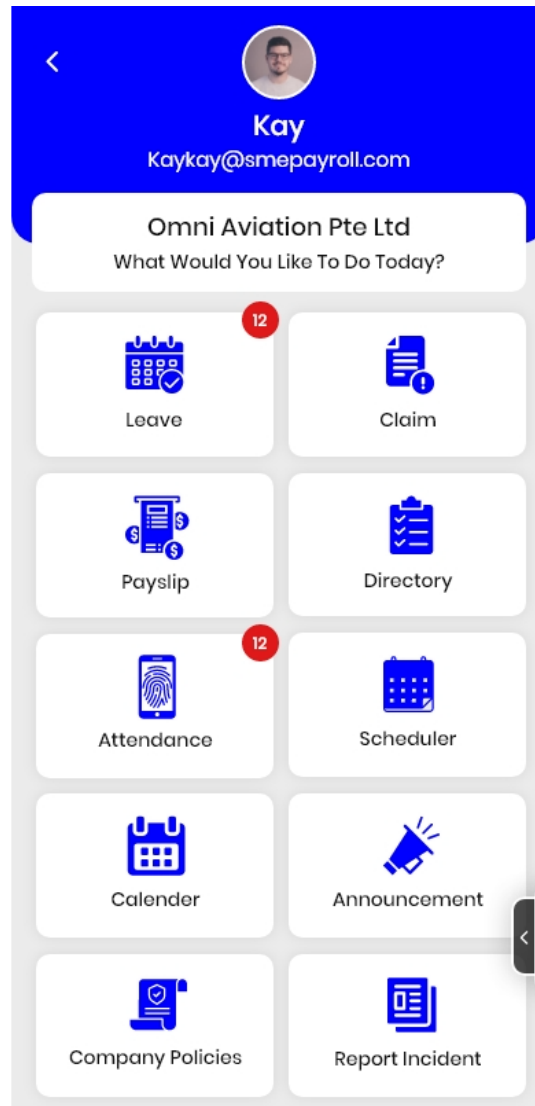 Kay
Kaykay@smepayroll.com
Omni Aviation Pte Ltd
What Would You Like To Do Today?
12
Leave
Claim
Payslip
Directory
12
Attendance
Scheduler
Calender
Announcement
Company Policies
Report Incident